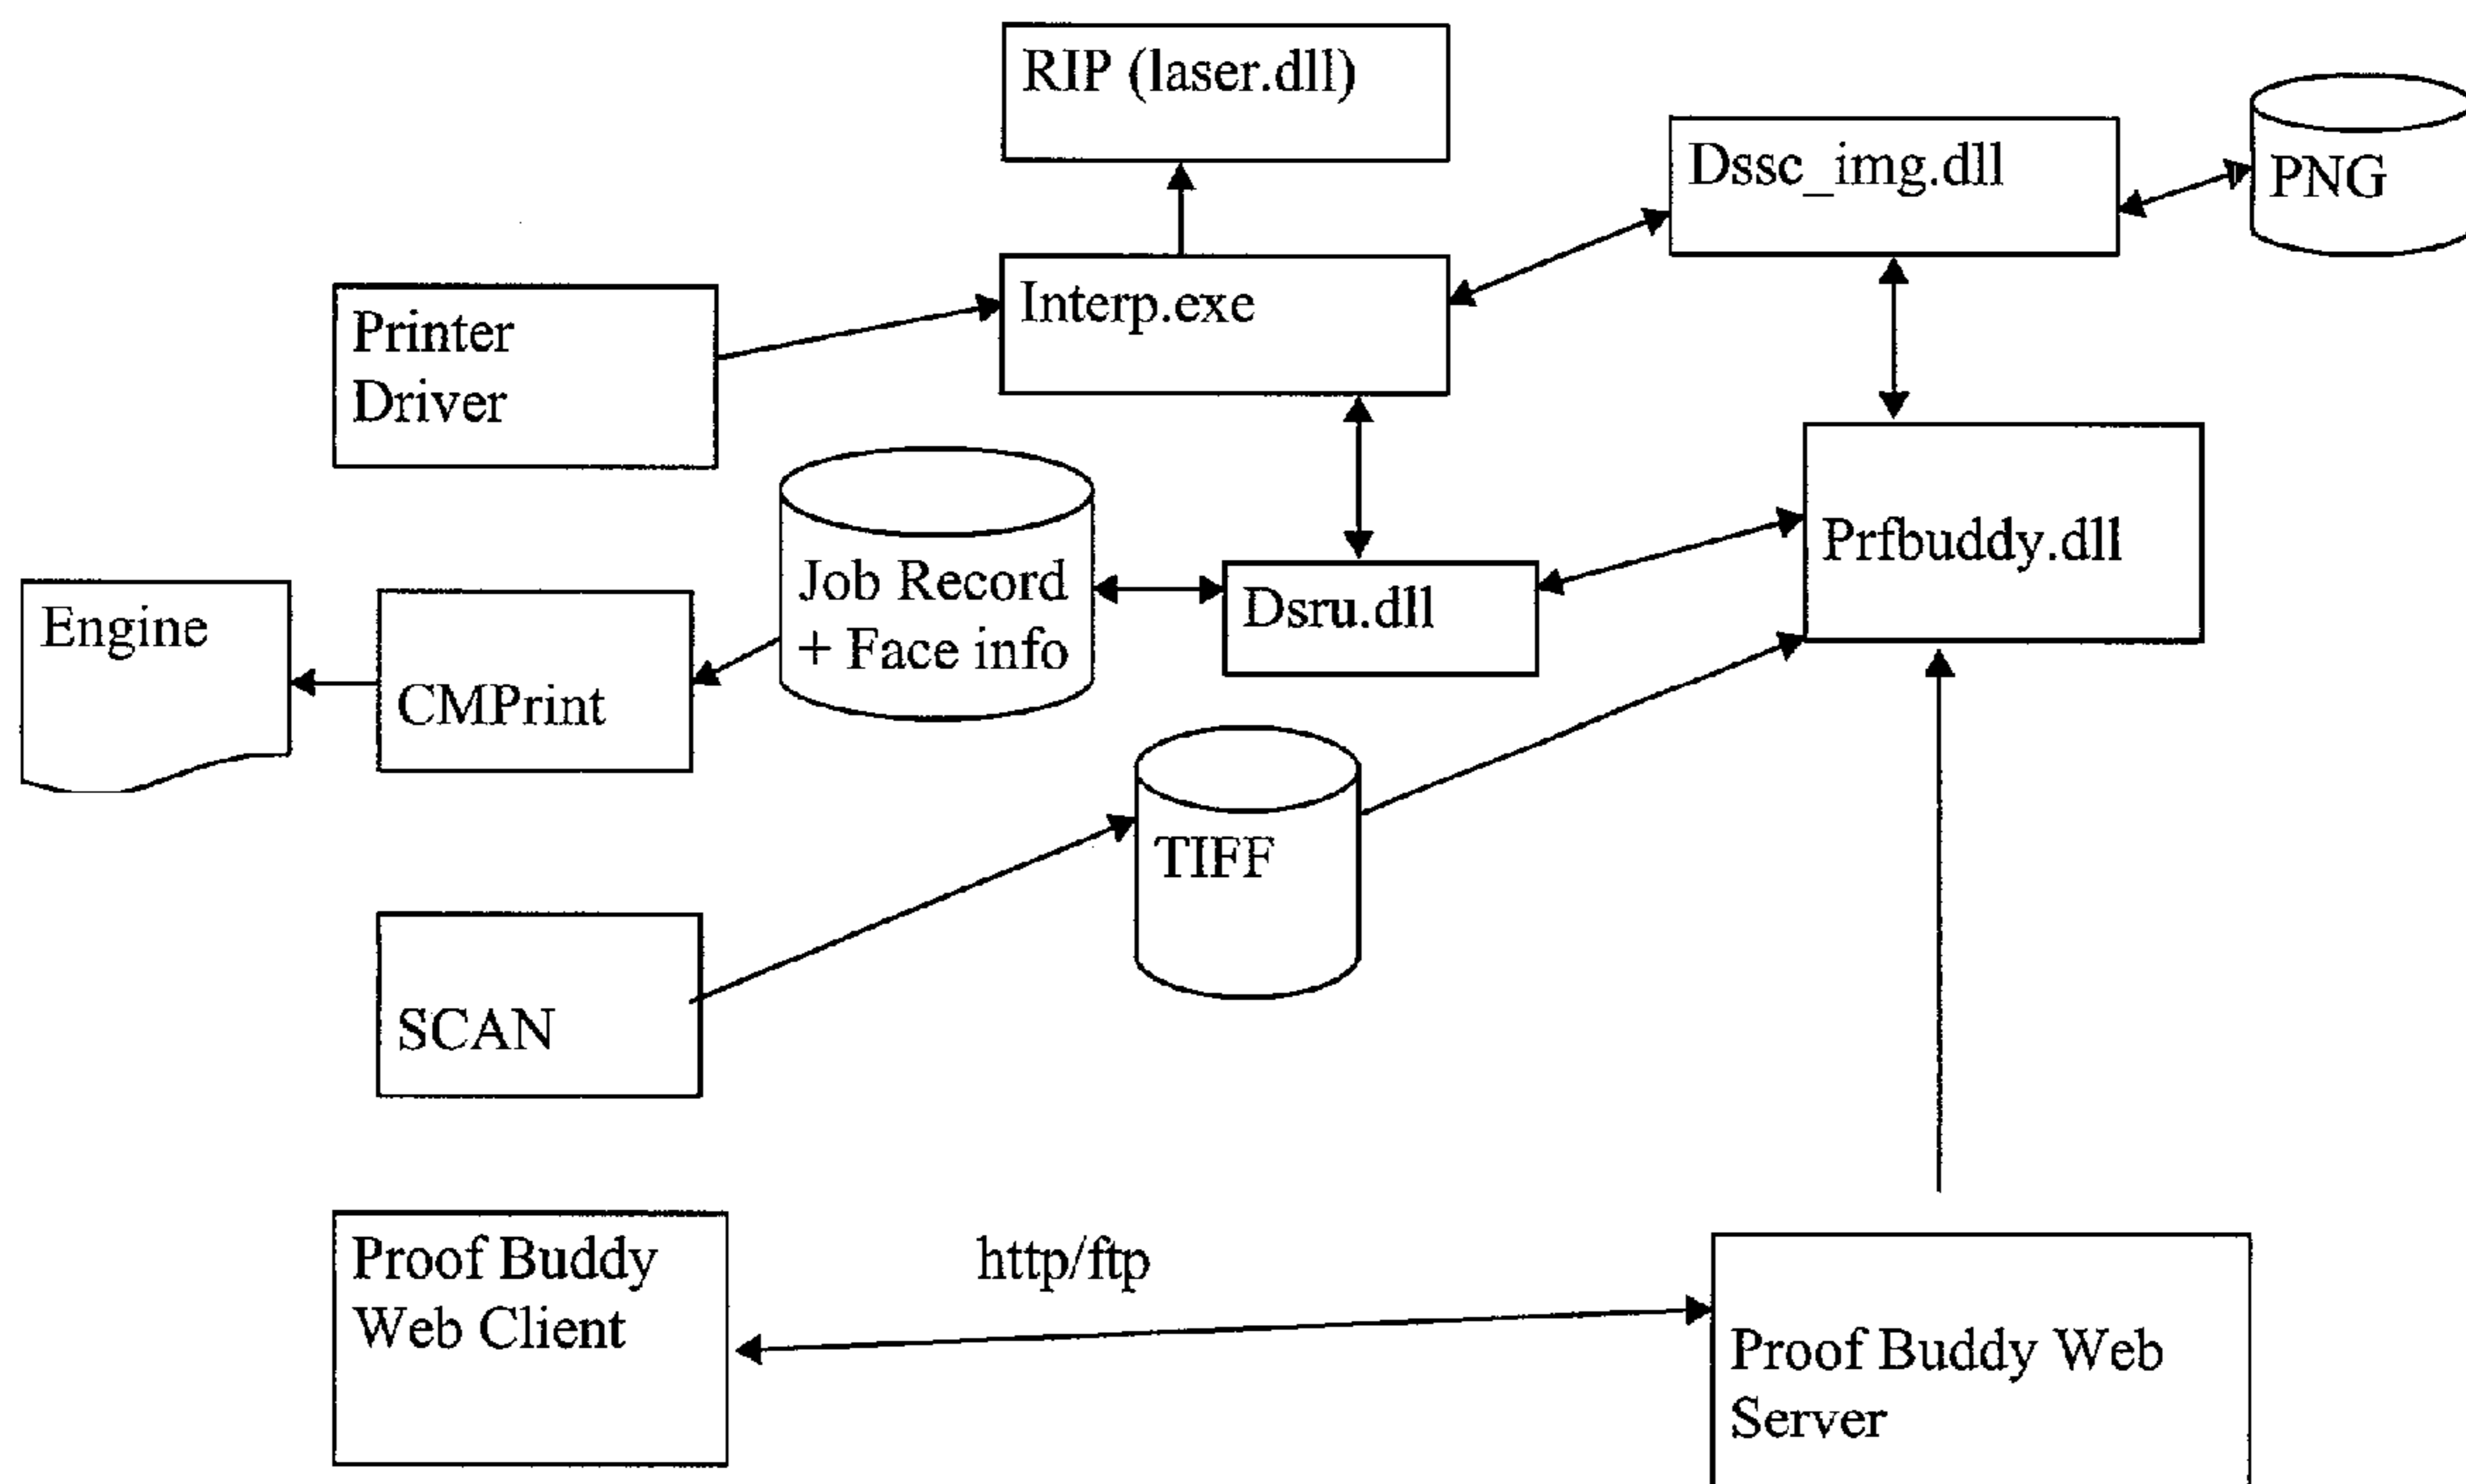 RIP (laser.dll)
Dssc_img.dll
PNG
Interp.exe
Printer
Driver
Prfbuddy.dll
Job Record
+ Face info
Dsru.dll
Engine
CMPrint
TIFF
SCAN
Proof Buddy
Web Client
http/ftp
Proof Buddy Web
Server